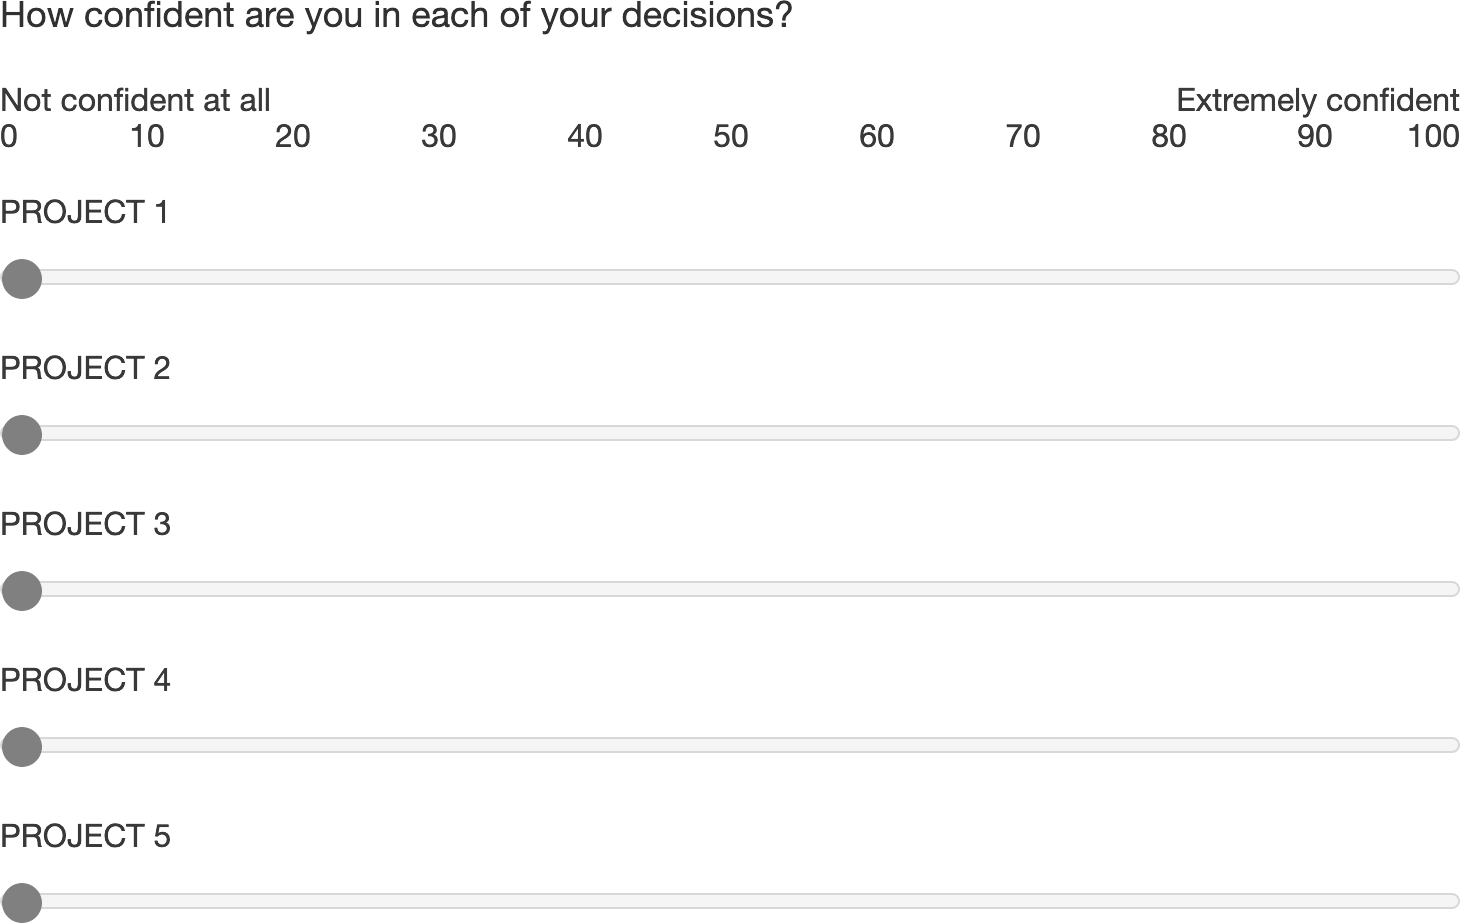 How confident are you in each of your decisions?
Not confident at all Extremely confident
0 10 20 30 40 50 60 70 80 90 100
PROJECT 1
PROJECT 2
PROJECT 3
PROJECT 4
PROJECT 5